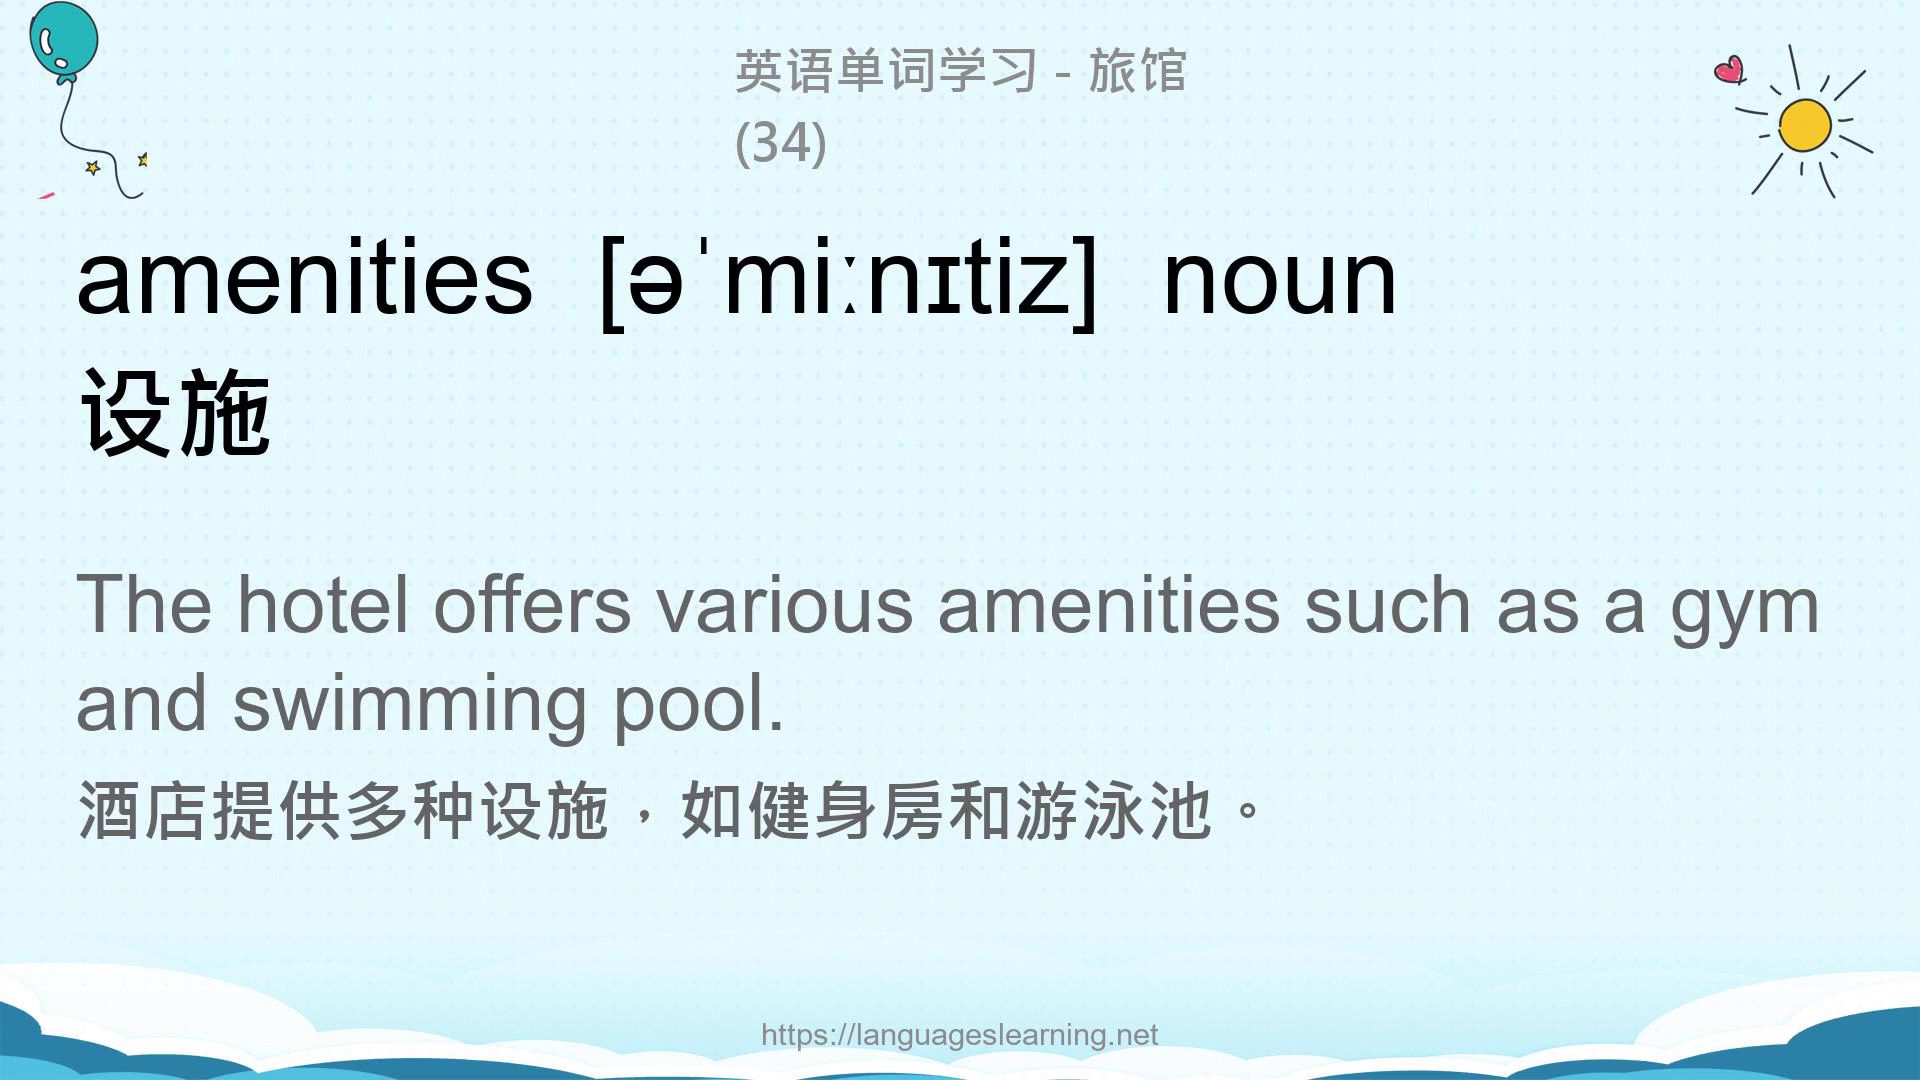 英语单词学习 - 旅馆
(34)
amenities  [əˈmiːnɪtiz]  noun
设施
The hotel offers various amenities such as a gym
and swimming pool.
酒店提供多种设施，如健身房和游泳池。
https://languageslearning.net